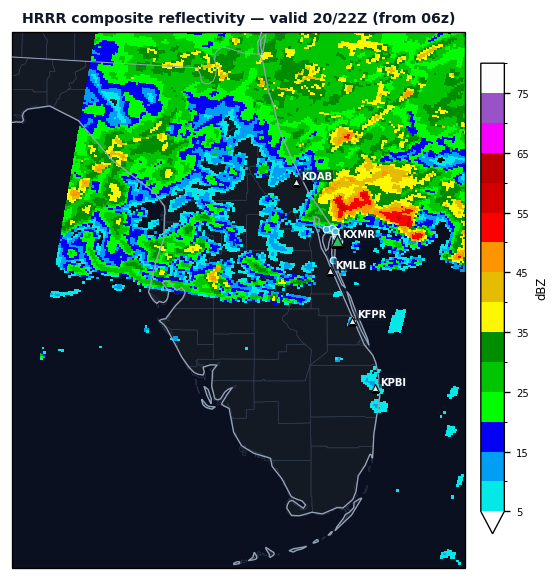 HRRR composite reflectivity — valid 20/22Z (from 06z)
KDAB
KXMR
KMLB
KFPR
KPBI
75
65
55
45
35
25
15
5
dBZ